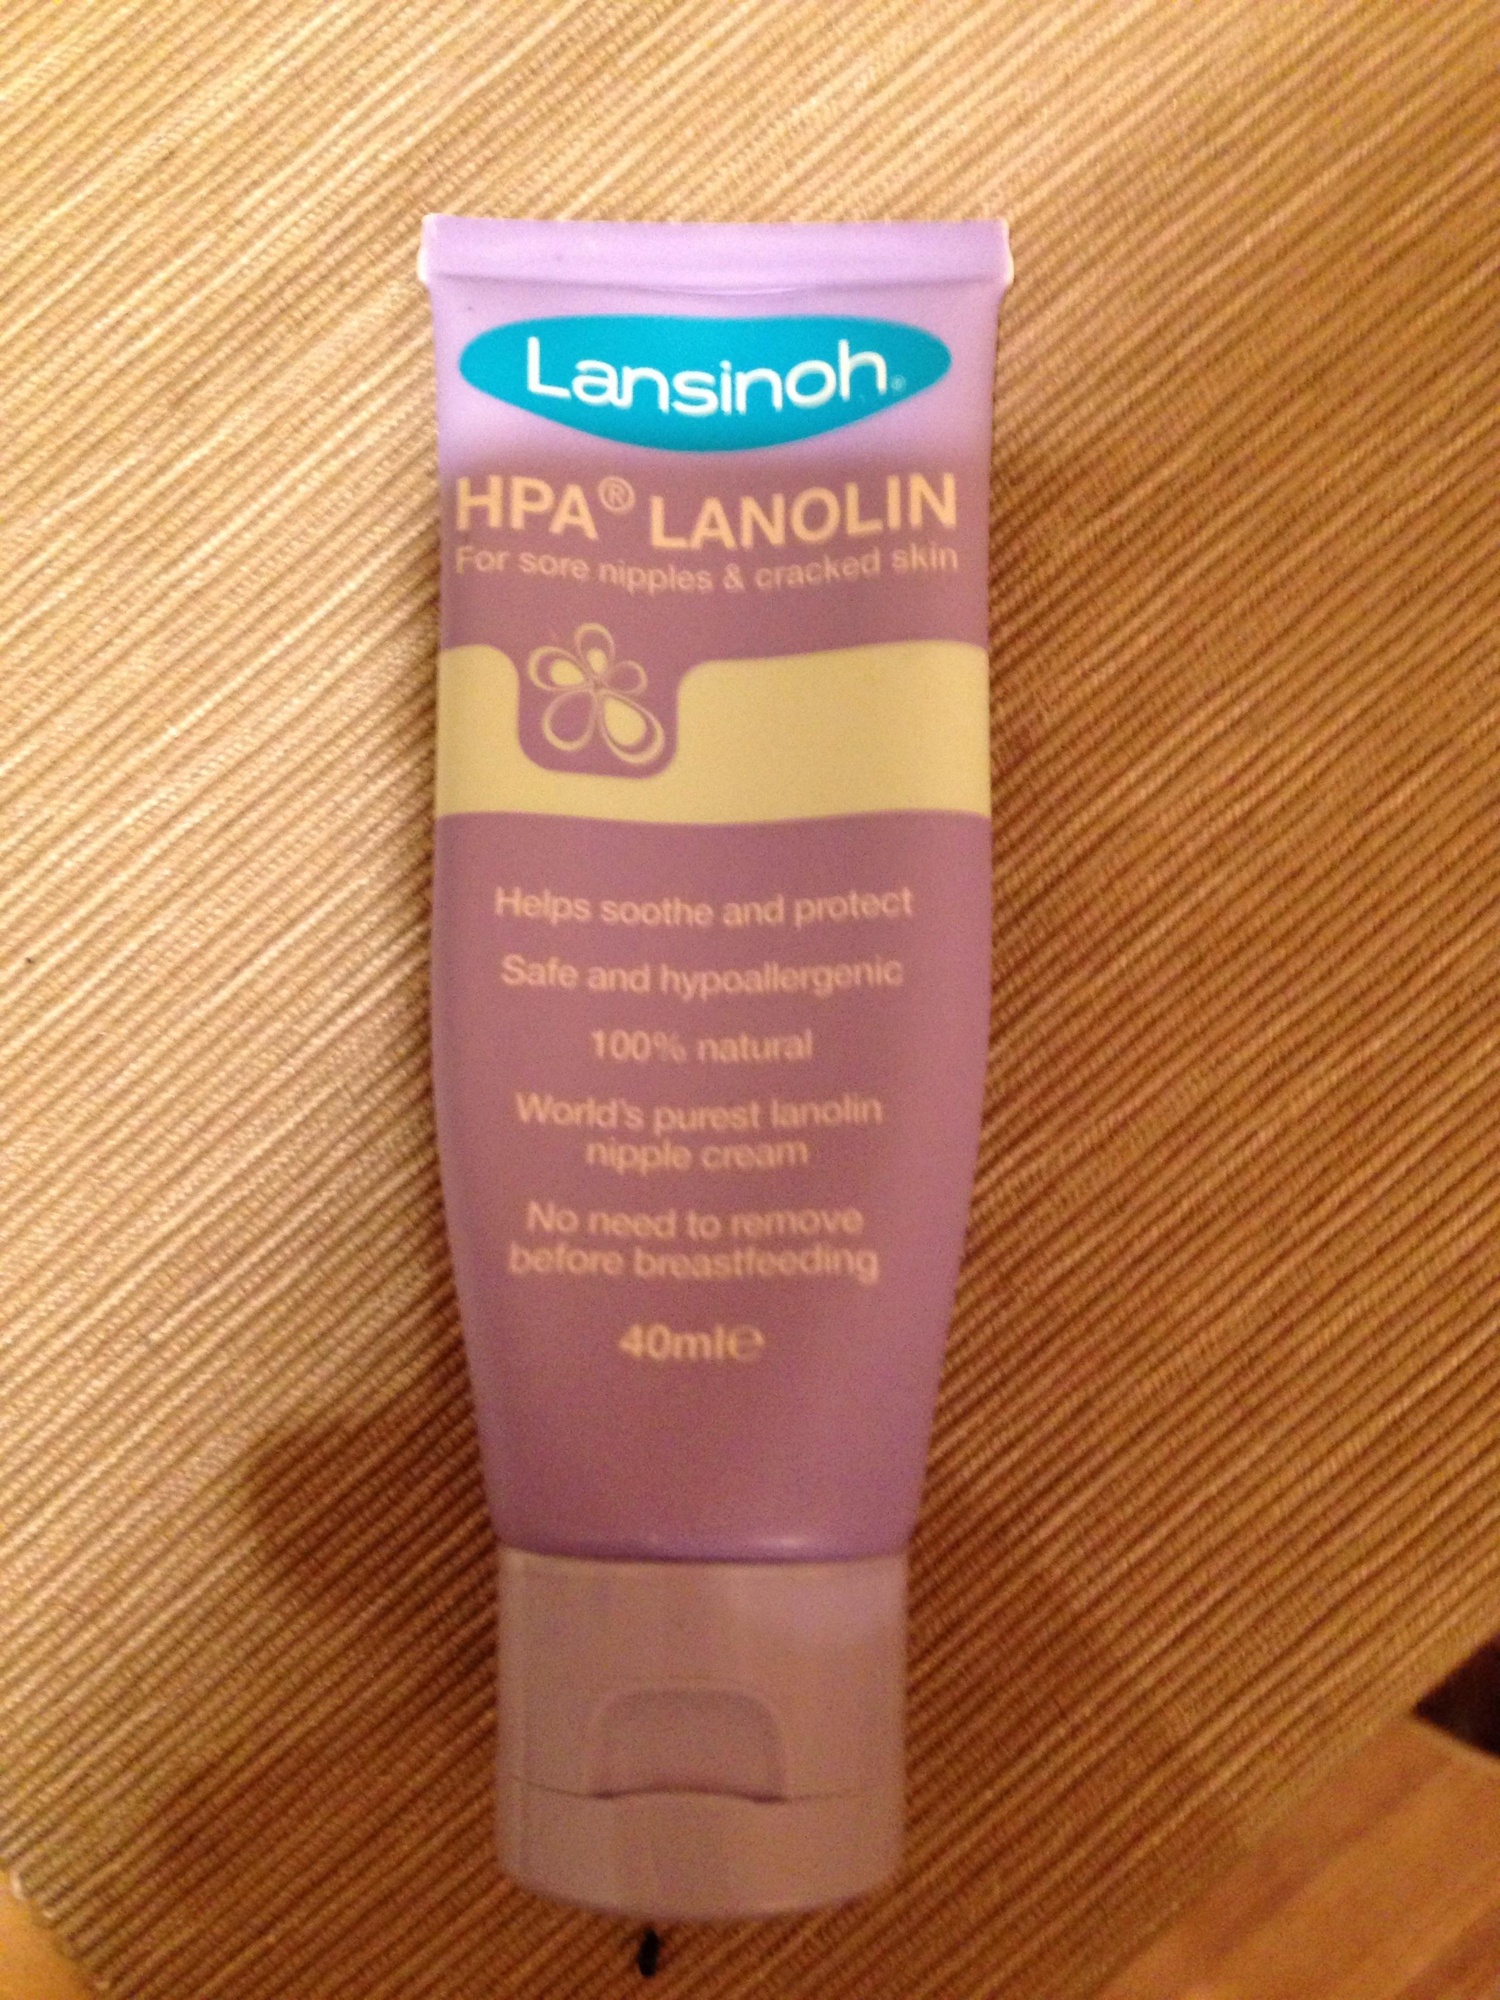 Lansinoh®
HPA® LANOLIN
For sore nipples & cracked skin
Helps soothe and protect
Safe and hypoallergenic
100% natural
World's purest lanolin
nipple cream
No need to remove
before breastfeeding
40ml℮